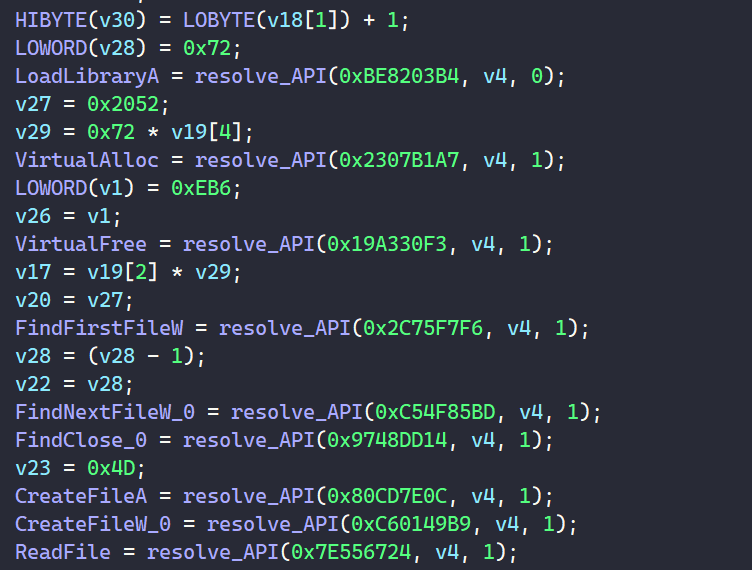 HIBYTE(v30) = LOBYTE(v18[1]) + 1;
LOWORD(v28) = 0x72;
LoadLibraryA = resolve_API(0xBE8203B4, v4, 0);
v27 = 0x2052;
v29 = 0x72 * v19[4];
VirtualAlloc = resolve_API(0x2307B1A7, v4, 1);
LOWORD(v1) = 0xEB6;
v26 = v1;
VirtualFree = resolve_API(0x19A330F3, v4, 1);
v17 = v19[2] * v29;
v20 = v27;
FindFirstFileW = resolve_API(0x2C75F7F6, v4, 1);
v28 = (v28 - 1);
v22 = v28;
FindNextFileW_0 = resolve_API(0xC54F85BD, v4, 1);
FindClose_0 = resolve_API(0x9748DD14, v4, 1);
v23 = 0x4D;
CreateFileA = resolve_API(0x80CD7E0C, v4, 1);
CreateFileW_0 = resolve_API(0xC60149B9, v4, 1);
ReadFile = resolve_API(0x7E556724, v4, 1);